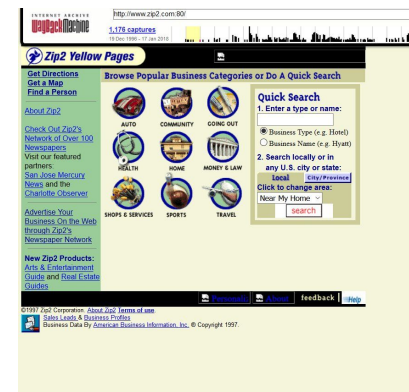 INTERNET ARCHIVE
WayBackMachine
http://www.zip2.com:80/
1,176 captures
19 Dec 1996 - 17 Jan 2010
Zip2 Yellow Pages
Get Directions
Get a Map
Find a Person
About Zip2
Check Out Zip2's
Network of Over 100
Newspapers
Visit our featured
partners:
San Jose Mercury
News and the
Charlotte Observer
Advertise Your
Business On the Web
through Zip2's
Newspaper Network
New Zip2 Products:
Arts & Entertainment
Guide and Real Estate
Guides
Browse Popular Business Categories or Do A Quick Search
AUTO COMMUNITY GOING OUT
HEALTH HOME MONEY & LAW
SHOPS & SERVICES SPORTS TRAVEL
Quick Search
1. Enter a type or name:
Business Type (e.g. Hotel)
Business Name (e.g. Hyatt)
2. Search locally or in
any U.S. city or state:
Local City/Province
Click to change area:
Near My Home
search
Personalize About feedback Help
©1997 Zip2 Corporation. About Zip2 Terms of use
Sales Leads & Business Profiles
Business Data By American Business Information, Inc. © Copyright 1997.